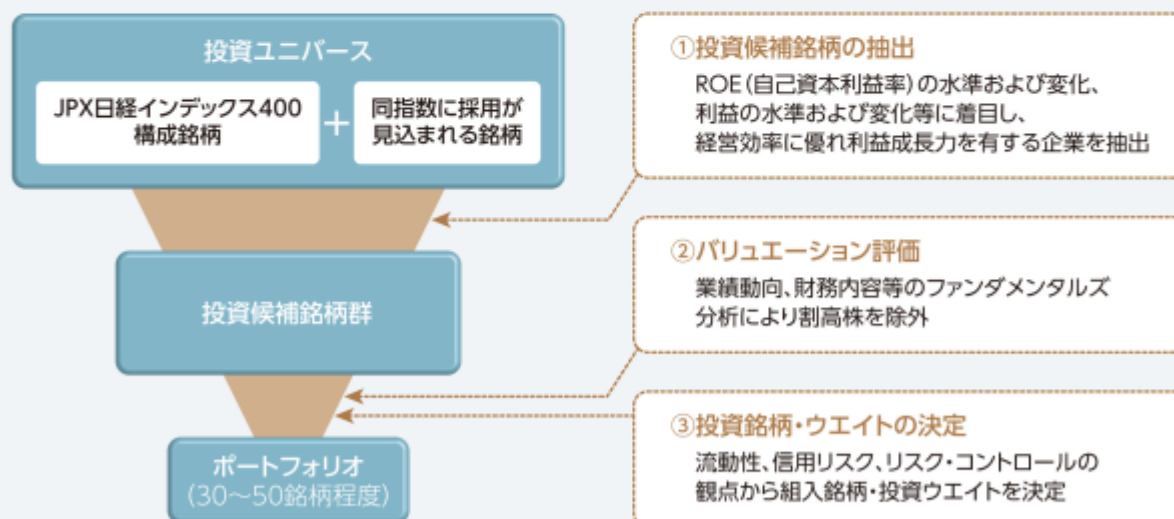 投資ユニバース
JPX日経インデックス400
構成銘柄
+
同指数に採用が
見込まれる銘柄
①投資候補銘柄の抽出
ROE（自己資本利益率）の水準および変化、
利益の水準および変化等に着目し、
経営効率に優れ利益成長力を有する企業を抽出
投資候補銘柄群
②バリュエーション評価
業績動向、財務内容等のファンダメンタルズ
分析により割高株を除外
ポートフォリオ
（30～50銘柄程度）
③投資銘柄・ウエイトの決定
流動性、信用リスク、リスク・コントロールの
観点から組入銘柄・投資ウエイトを決定